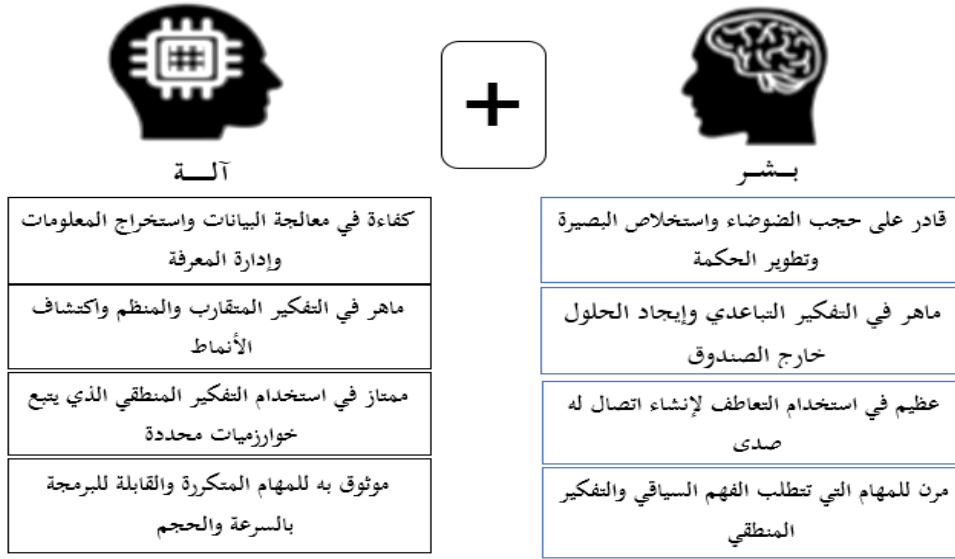 بــشــر
قادر على حجب الضوضاء واستخلاص البصيرة
وتطوير الحكمة
ماهر في التفكير التباعدي وإيجاد الحلول
خارج الصندوق
عظيم في استخدام التعاطف لإنشاء اتصال له
صدى
مرن للمهام التي تتطلب الفهم السياقي والتفكير
المنطقي
+
آلــــة
كفاءة في معالجة البيانات واستخراج المعلومات
وإدارة المعرفة
ماهر في التفكير المتقارب والمنظم واكتشاف
الأنماط
ممتاز في استخدام التفكير المنطقي الذي يتبع
خوارزميات محددة
موثوق به للمهام المتكررة والقابلة للبرمجة
بالسرعة والحجم